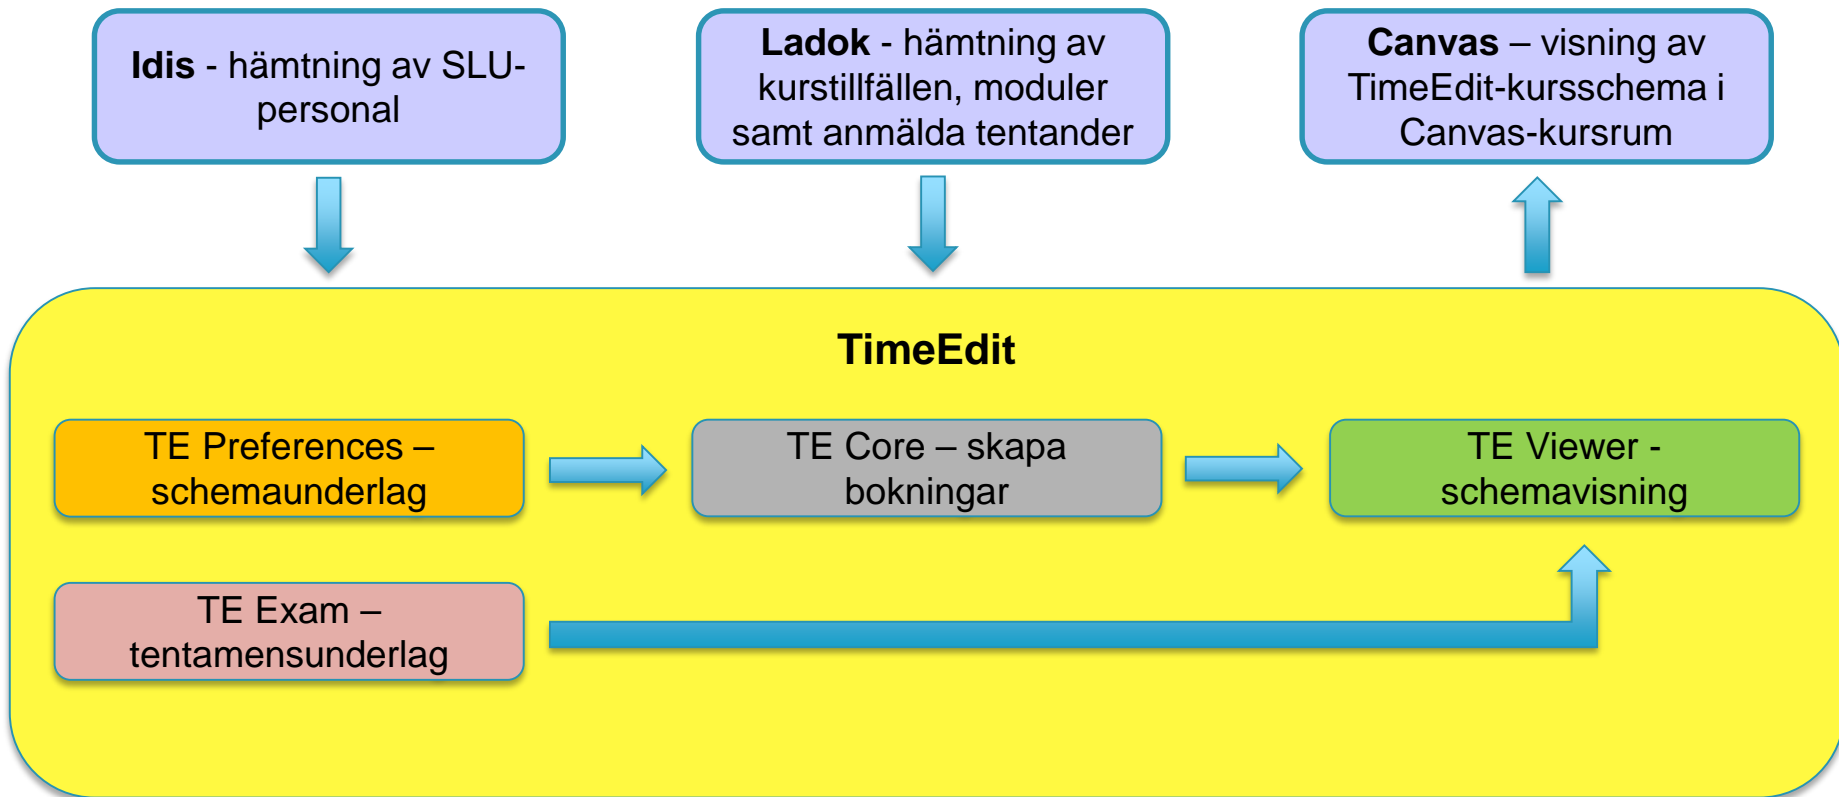 Idis - hämtning av SLU-
personal
Ladok - hämtning av
kurstillfällen, moduler
samt anmälda tentander
Canvas – visning av
TimeEdit-kursschema i
Canvas-kursrum
TimeEdit
TE Preferences –
schemaunderlag
TE Core – skapa
bokningar
TE Viewer -
schemavisning
TE Exam –
tentamensunderlag